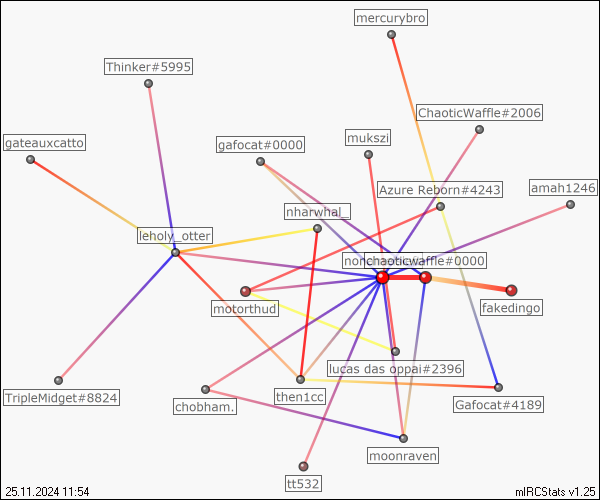 mercurybro
Thinker#5995
ChaoticWaffle#2006
gateauxcatto
gafocat#0000
mukszi
Azure Reborn#4243
amah1246
nharwhal_
leholy_otter
nonchaoticwaffle#0000
motorthud
fakedingo
lucas das oppai#2396
TripleMidget#8824
chobham.
then1cc
Gafocat#4189
moonraven
tt532
25.11.2024 11:54
mIRCStats v1.25